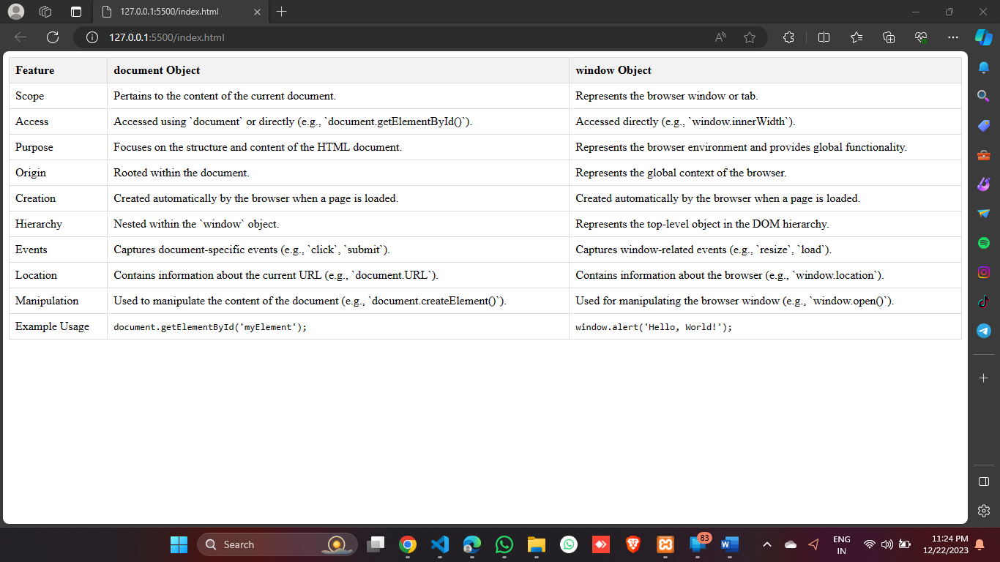 127.0.0.1:5500/index.html
127.0.0.1:5500/index.html
Feature document Object window Object
Scope Pertains to the content of the current document. Represents the browser window or tab.
Access Accessed using `document` or directly (e.g., `document.getElementById()`). Accessed directly (e.g., `window.innerWidth`).
Purpose Focuses on the structure and content of the HTML document. Represents the browser environment and provides global functionality.
Origin Rooted within the document. Represents the global context of the browser.
Creation Created automatically by the browser when a page is loaded. Created automatically by the browser when a page is loaded.
Hierarchy Nested within the `window` object. Represents the top-level object in the DOM hierarchy.
Events Captures document-specific events (e.g., `click`, `submit`). Captures window-related events (e.g., `resize`, `load`).
Location Contains information about the current URL (e.g., `document.URL`). Contains information about the browser (e.g., `window.location`).
Manipulation Used to manipulate the content of the document (e.g., `document.createElement()`). Used for manipulating the browser window (e.g., `window.open()`).
Example Usage document.getElementById('myElement'); window.alert('Hello, World!');
Search 83 ENG 11:24 PM
IN 12/22/2023